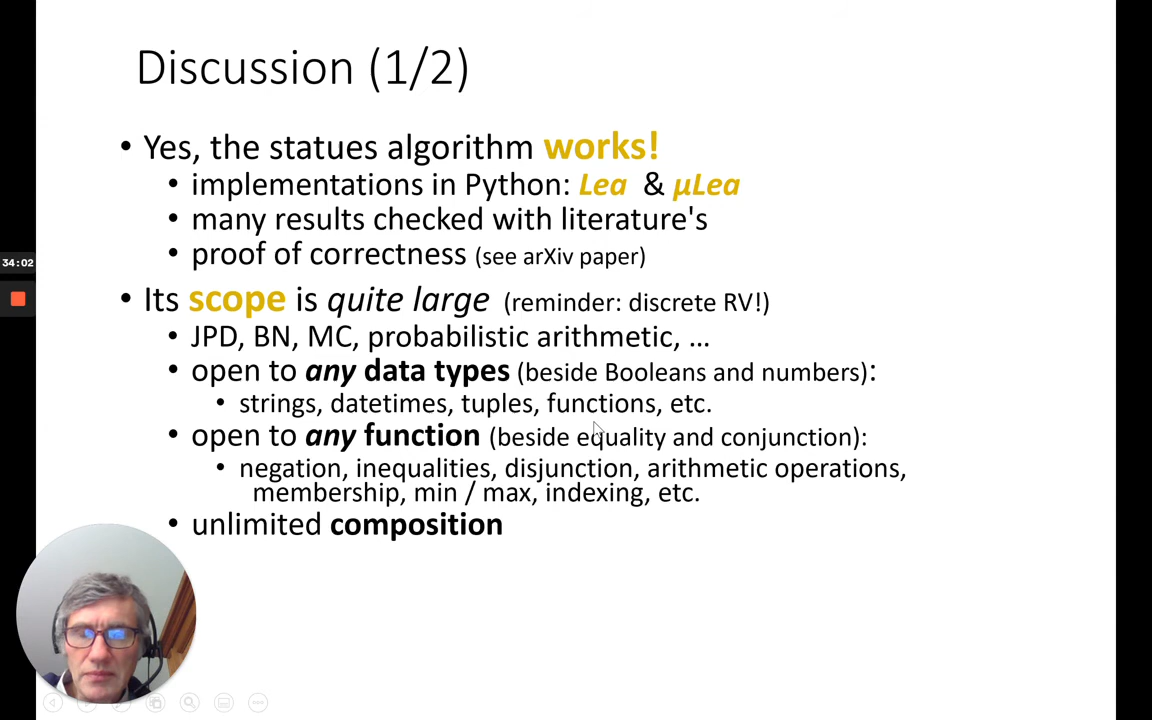 Discussion (1/2)
• Yes, the statues algorithm works!
• implementations in Python: Lea & µLea
• many results checked with literature's
• proof of correctness (see arXiv paper)
34:02
• Its scope is quite large (reminder: discrete RV!)
• JPD, BN, MC, probabilistic arithmetic, ...
• open to any data types (beside Booleans and numbers):
• strings, datetimes, tuples, functions, etc.
• open to any function (beside equality and conjunction):
• negation, inequalities, disjunction, arithmetic operations,
membership, min / max, indexing, etc.
• unlimited composition